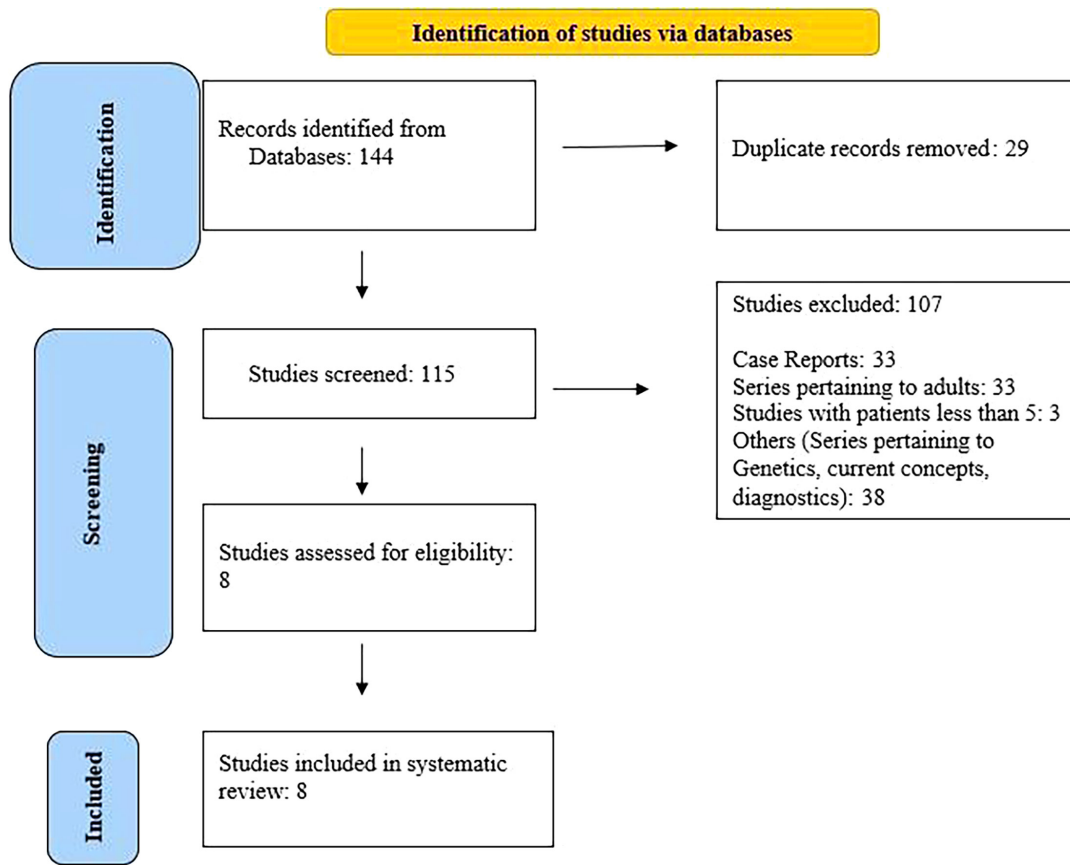 Identification of studies via databases
Identification
Records identified from
Databases: 144
Duplicate records removed: 29
Screening
Studies screened: 115
Studies excluded: 107
Case Reports: 33
Series pertaining to adults: 33
Studies with patients less than 5: 3
Others (Series pertaining to
Genetics, current concepts,
diagnostics): 38
Studies assessed for eligibility:
8
Included
Studies included in systematic
review: 8